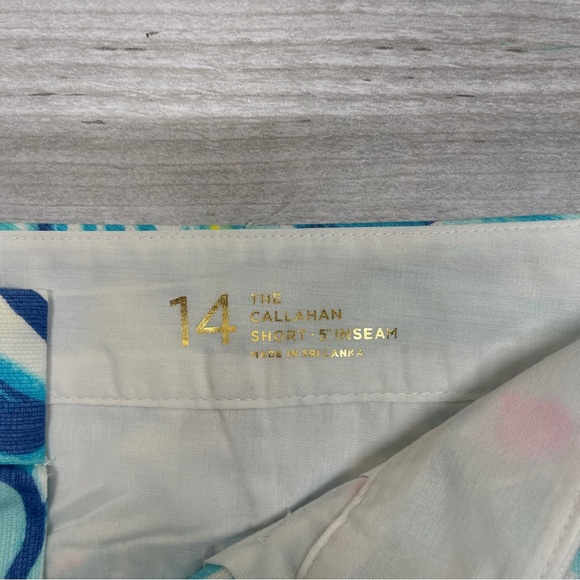 14
THE
CALLAHAN
SHORT · 5" INSEAM
MADE IN SRI LANKA